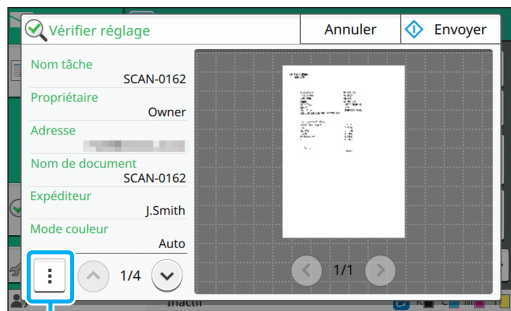 Vérifier réglage
Annuler
Envoyer
Nom tâche
SCAN-0162
Propriétaire
Owner
Adresse
Nom de document
SCAN-0162
Expéditeur
J.Smith
Mode couleur
Auto
1/4
1/1
Inactif
K C M Y